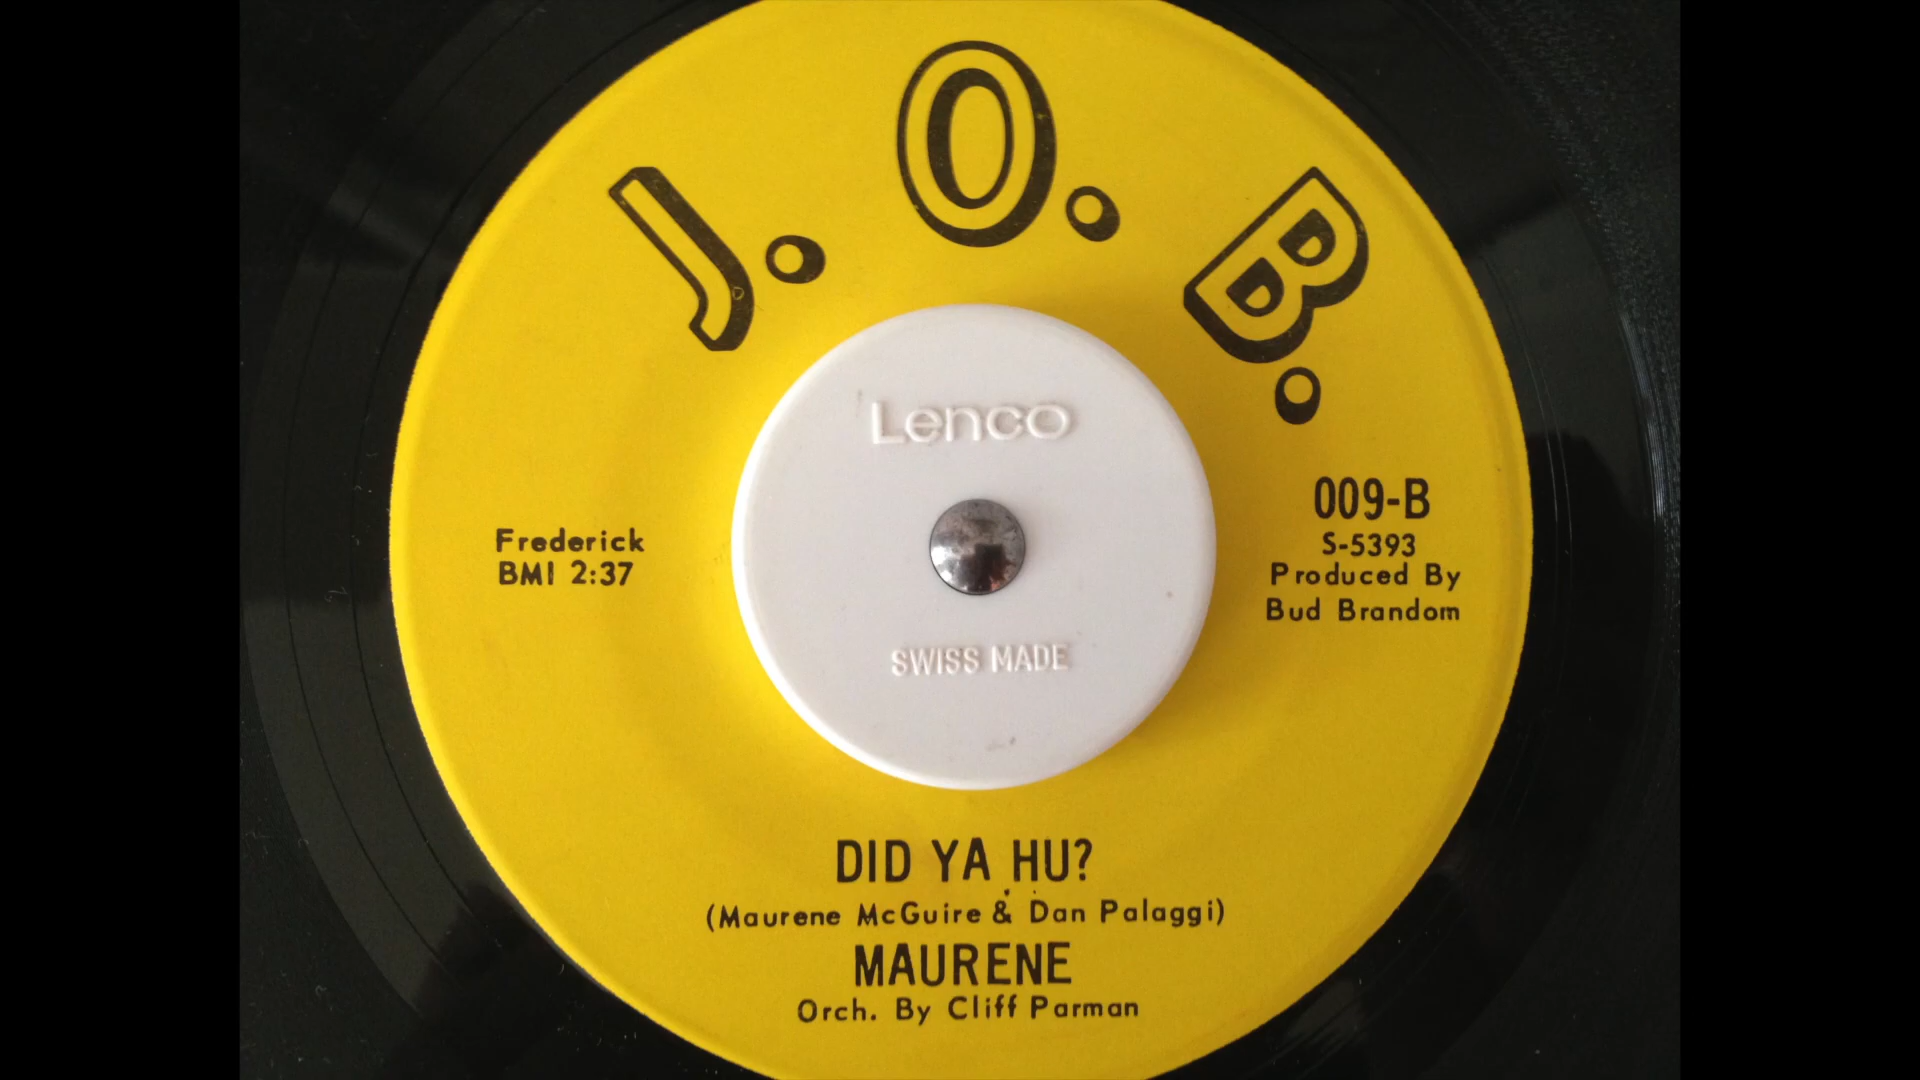 J. O. B.
Lenco
SWISS MADE
Frederick
BMI 2:37
009-B
S-5393
Produced By
Bud Brandom
DID YA HU?
(Maurene McGuire & Dan Palaggi)
MAURENE
Orch. By Cliff Parman